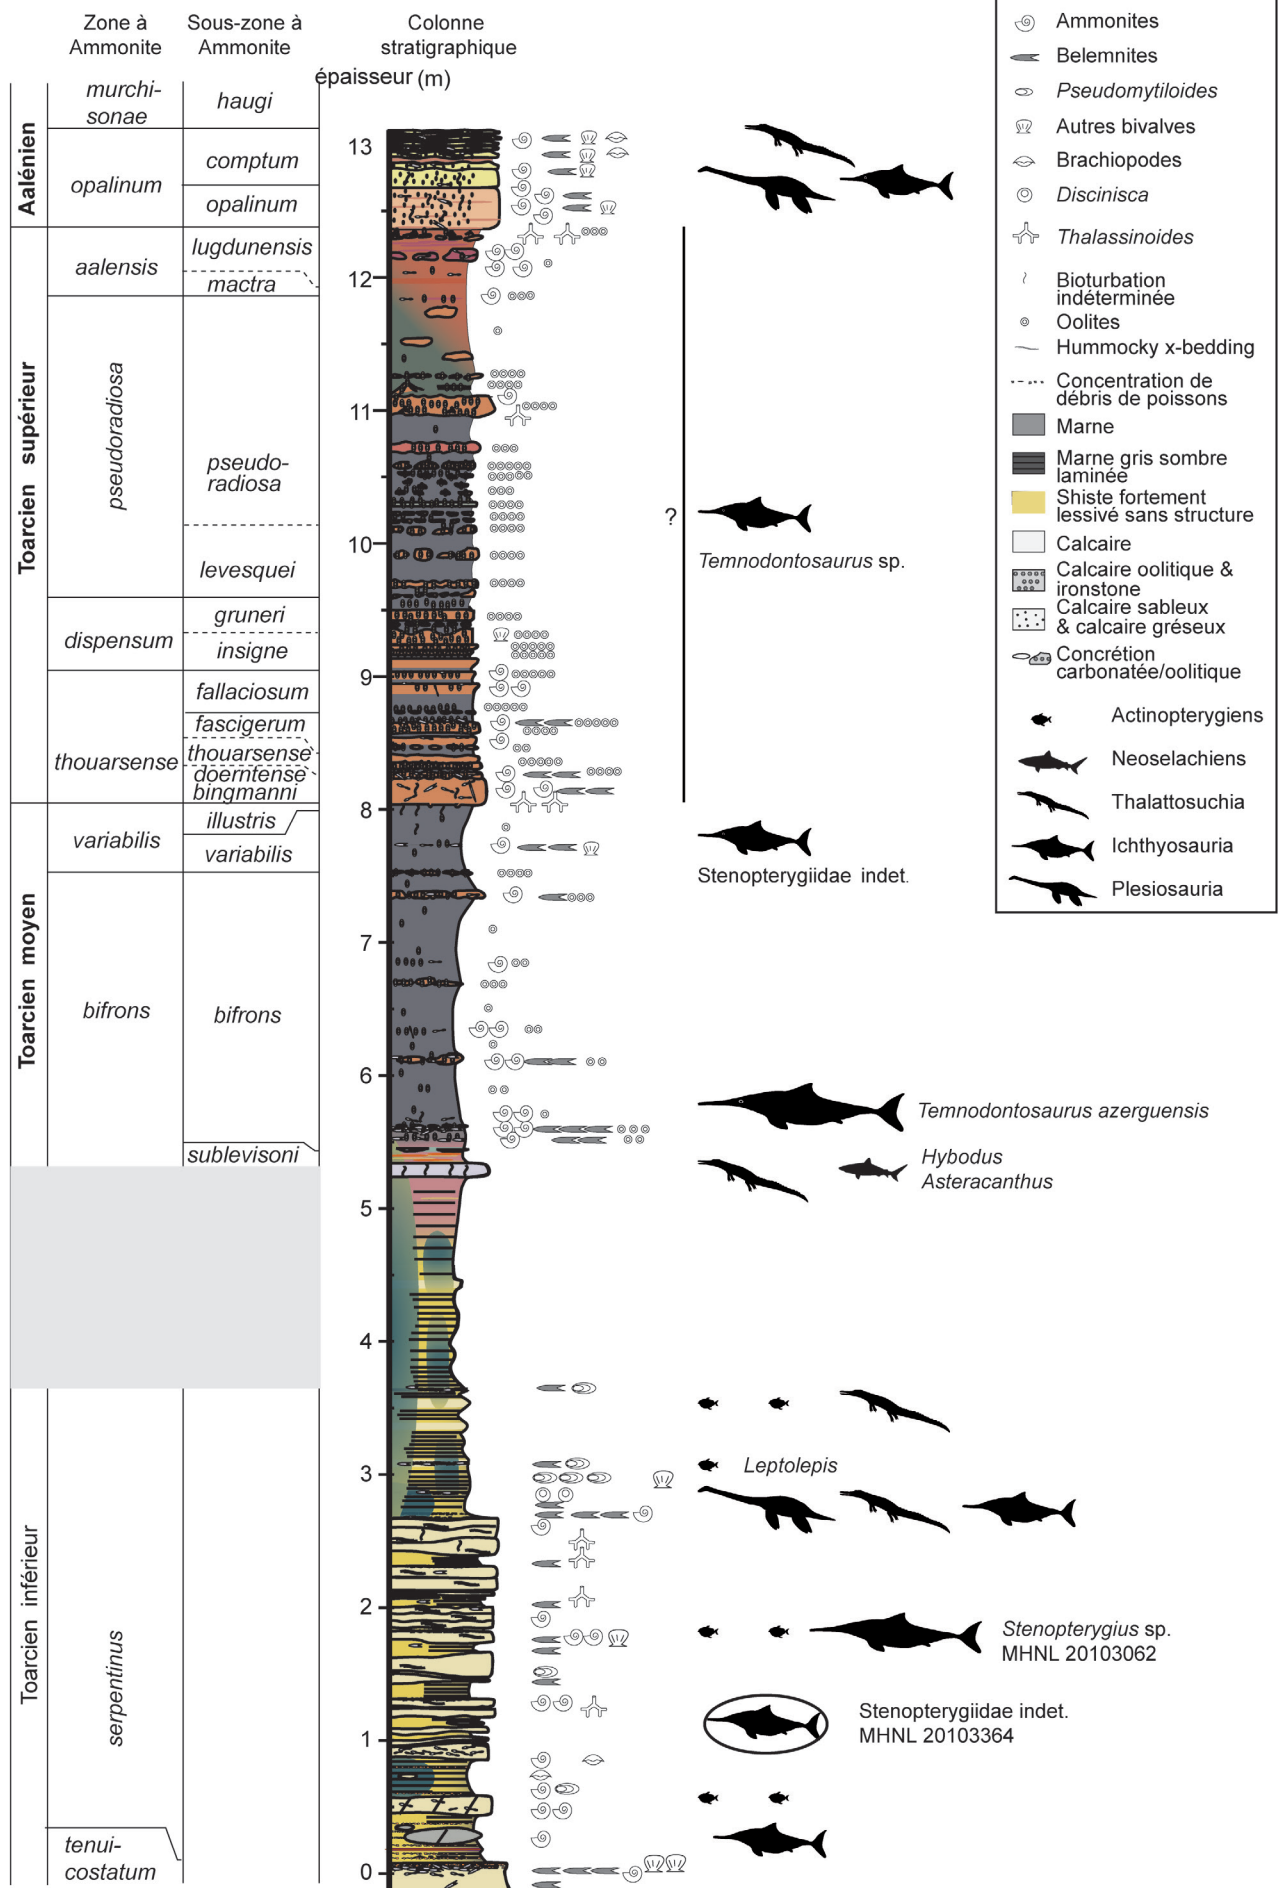 Zone à
Ammonite
Sous-zone à
Ammonite
Colonne
stratigraphique
épaisseur (m)
Aalénien
murchi-
sonae
haugi
opalinum
comptum
opalinum
Toarcien supérieur
aalensis
lugdunensis
mactra
pseudoradiosa
pseudo-
radiosa
levesquei
dispensum
gruneri
insigne
thouarsense
fallaciosum
fascigerum
thouarsense
doerntense
bingmanni
Toarcien moyen
variabilis
illustris
variabilis
bifrons
bifrons
sublevisoni
Toarcien inférieur
serpentinus
tenui-
costatum
13
12
11
10
9
8
7
6
5
4
3
2
1
0
?
Temnodontosaurus sp.
Stenopterygiidae indet.
Temnodontosaurus azerguensis
Hybodus
Asteracanthus
Leptolepis
Stenopterygius sp.
MHNL 20103062
Stenopterygiidae indet.
MHNL 20103364
Ammonites
Belemnites
Pseudomytiloides
Autres bivalves
Brachiopodes
Discinisca
Thalassinoides
Bioturbation
indéterminée
Oolites
Hummocky x-bedding
Concentration de
débris de poissons
Marne
Marne gris sombre
laminée
Shiste fortement
lessivé sans structure
Calcaire
Calcaire oolitique &
ironstone
Calcaire sableux
& calcaire gréseux
Concrétion
carbonatée/oolitique
Actinopterygiens
Neoselachiens
Thalattosuchia
Ichthyosauria
Plesiosauria